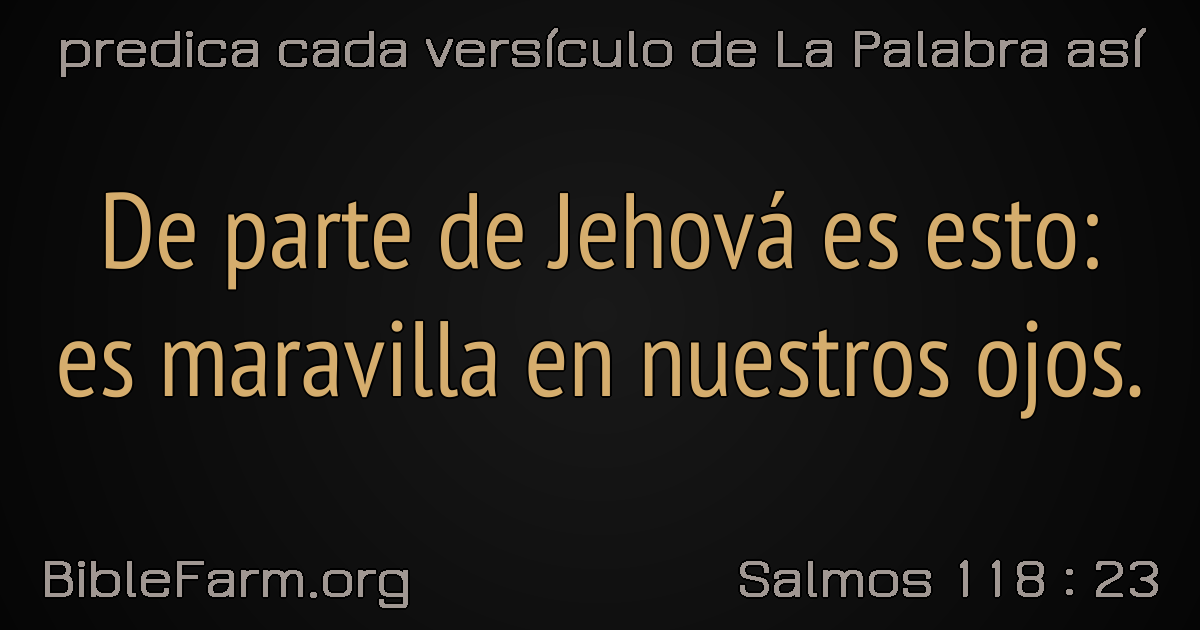 predica cada versículo de La Palabra así
De parte de Jehová es esto:
es maravilla en nuestros ojos.
BibleFarm.org
Salmos 118 : 23